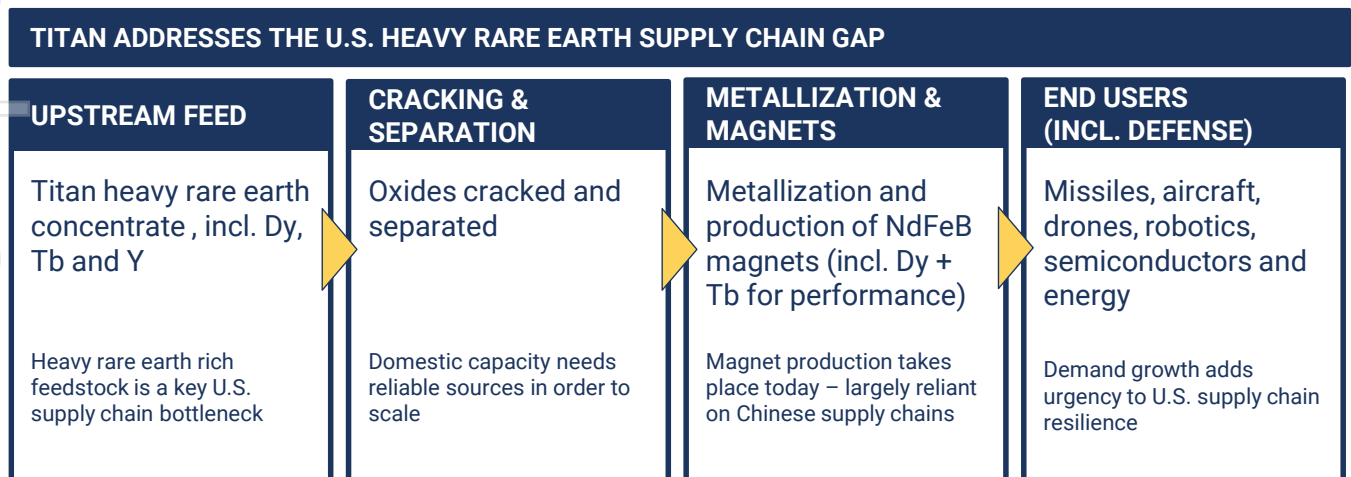 TITAN ADDRESSES THE U.S. HEAVY RARE EARTH SUPPLY CHAIN GAP
UPSTREAM FEED
Titan heavy rare earth
concentrate , incl. Dy,
Tb and Y
Heavy rare earth rich
feedstock is a key U.S.
supply chain bottleneck
CRACKING &
SEPARATION
Oxides cracked and
separated
Domestic capacity needs
reliable sources in order to
scale
METALLIZATION &
MAGNETS
Metallization and
production of NdFeB
magnets (incl. Dy +
Tb for performance)
Magnet production takes
place today – largely reliant
on Chinese supply chains
END USERS
(INCL. DEFENSE)
Missiles, aircraft,
drones, robotics,
semiconductors and
energy
Demand growth adds
urgency to U.S. supply chain
resilience